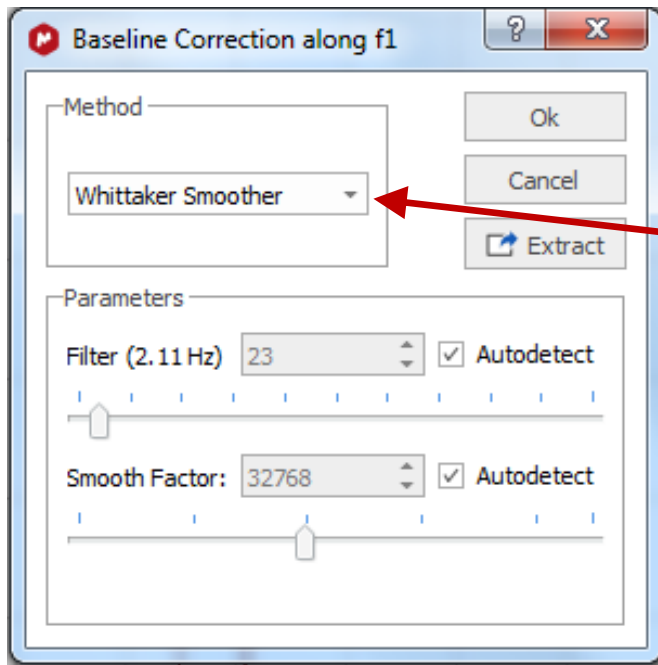 Baseline Correction along f1
Method
Whittaker Smoother
Ok
Cancel
Extract
Parameters
Filter (2.11 Hz) 23 Autodetect
Smooth Factor: 32768 Autodetect